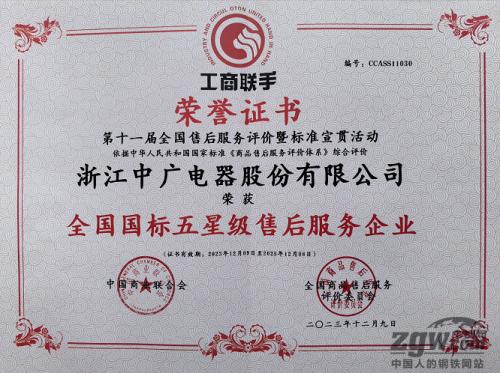 INDUSTRY AND CIRCUL OTON UNITED HAND IN HAND
工商联手
编号：CCASS11030
荣誉证书
第十一届全国售后服务评价暨标准宣贯活动
依据中华人民共和国国家标准《商品售后服务评价体系》综合评价
浙江中广电器股份有限公司
荣获
全国国标五星级售后服务企业
（证书有效期：2023年12月09日至2026年12月08日）
中国商业联合会
全国商品售后服务
评价委员会
二〇二三年十二月九日
zgw.com
中国人的钢铁网站